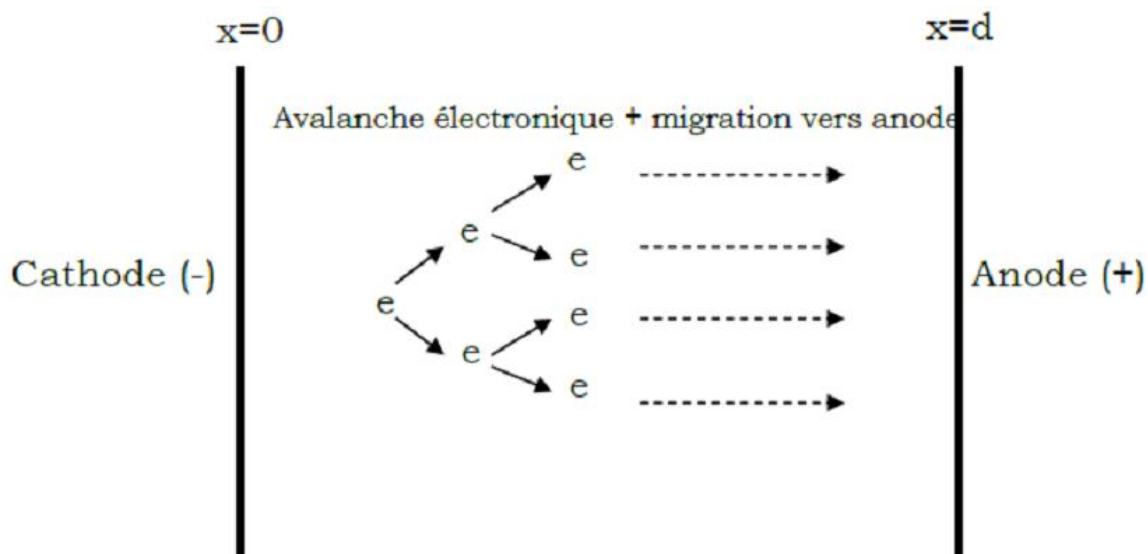 x=0
x=d
Avalanche électronique + migration vers anode
e
e
e
Cathode (-)
e
Anode (+)
e
e
e
e